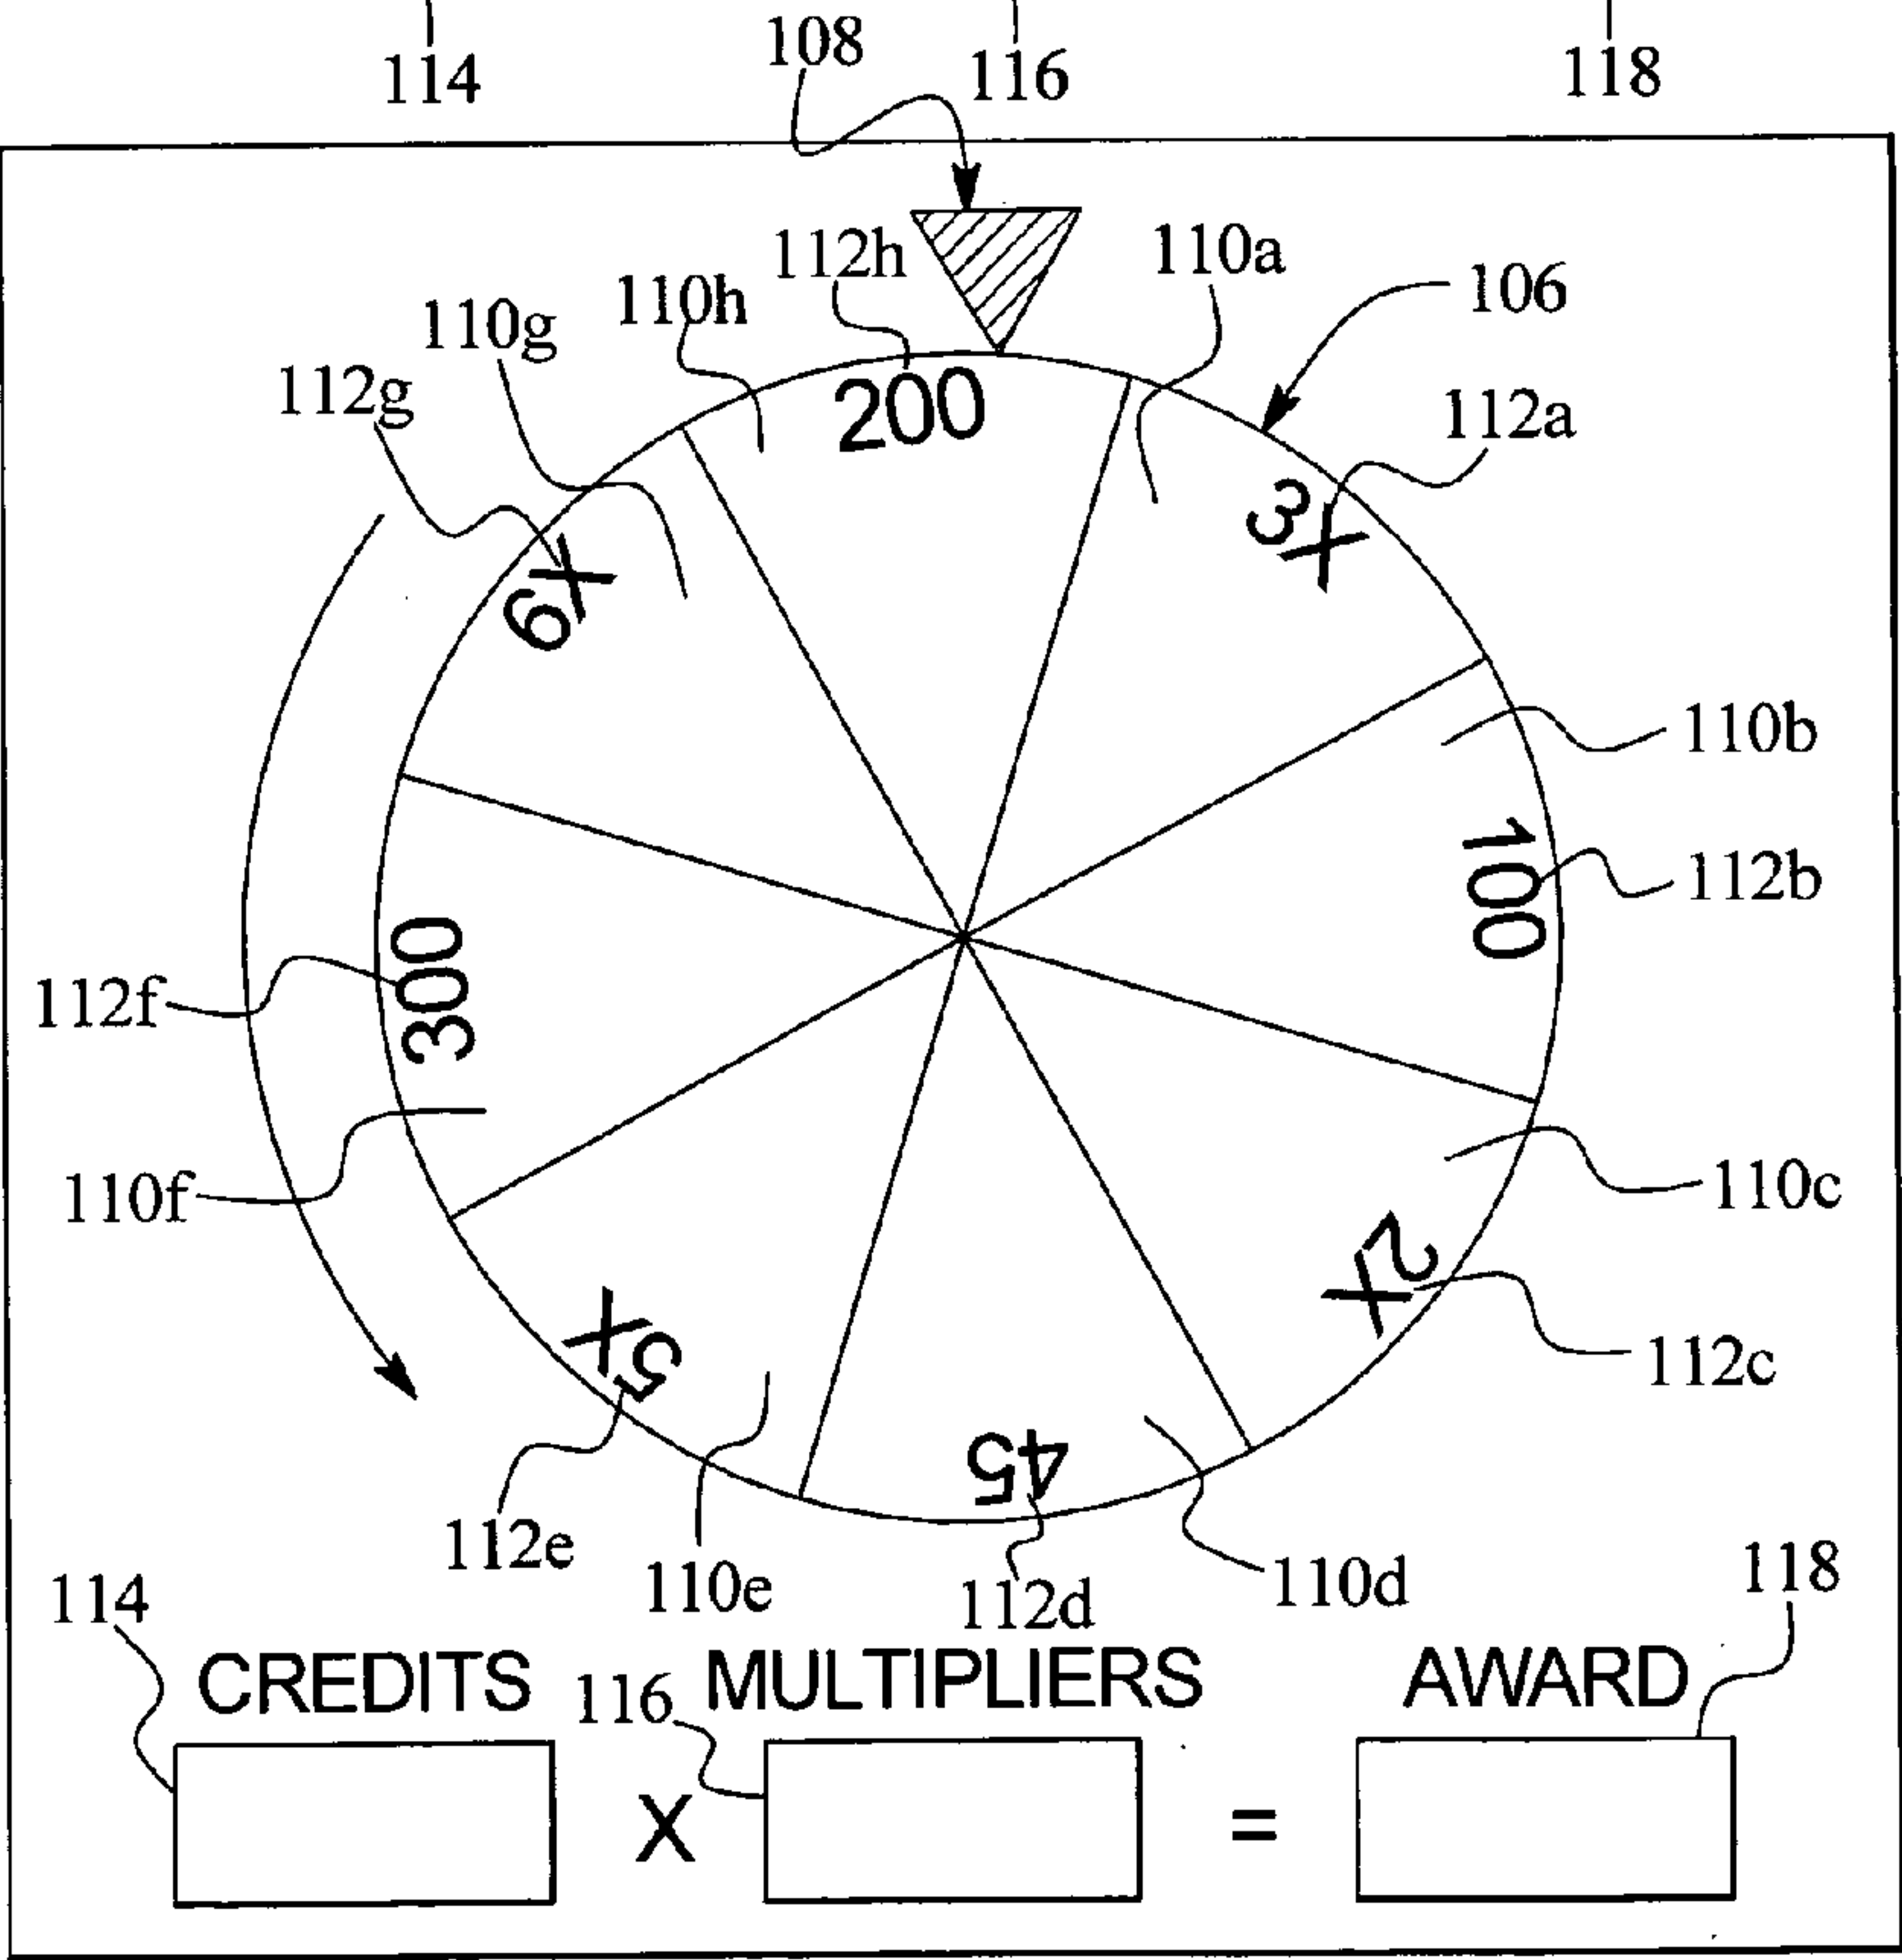 114 108 116 118
112h 110a
110g 110h 106
112g 200 112a
3X
6X
110b
100 112b
112f 300
110f 110c
2X
5X 112c
45
112e 110e 112d 110d 118
114
CREDITS 116 MULTIPLIERS AWARD
X =